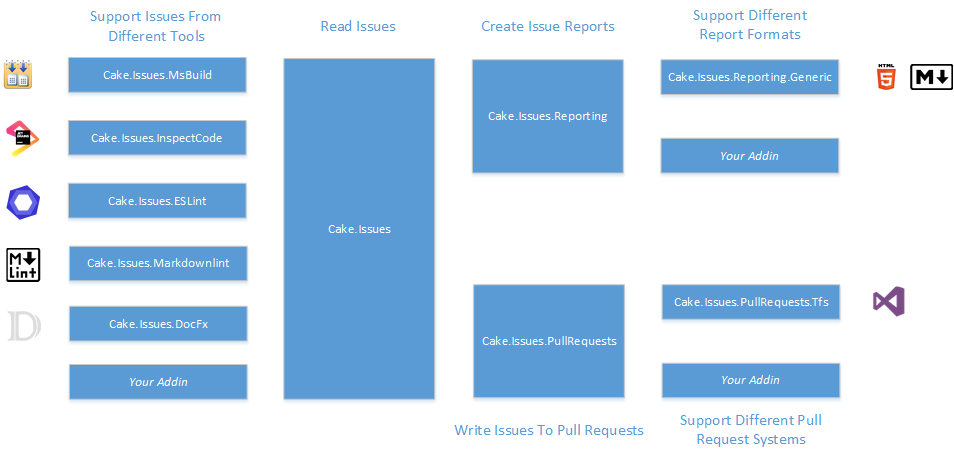 Support Issues From
Different Tools
Read Issues
Create Issue Reports
Support Different
Report Formats
Cake.Issues.MsBuild
Cake.Issues.InspectCode
Cake.Issues.ESLint
Cake.Issues.Markdownlint
Cake.Issues.DocFx
Your Addin
Cake.Issues
Cake.Issues.Reporting
Cake.Issues.PullRequests
Cake.Issues.Reporting.Generic
Your Addin
Cake.Issues.PullRequests.Tfs
Your Addin
Write Issues To Pull Requests
Support Different Pull
Request Systems
JET
BRAINS
M
Lint
D
HTML
5
M